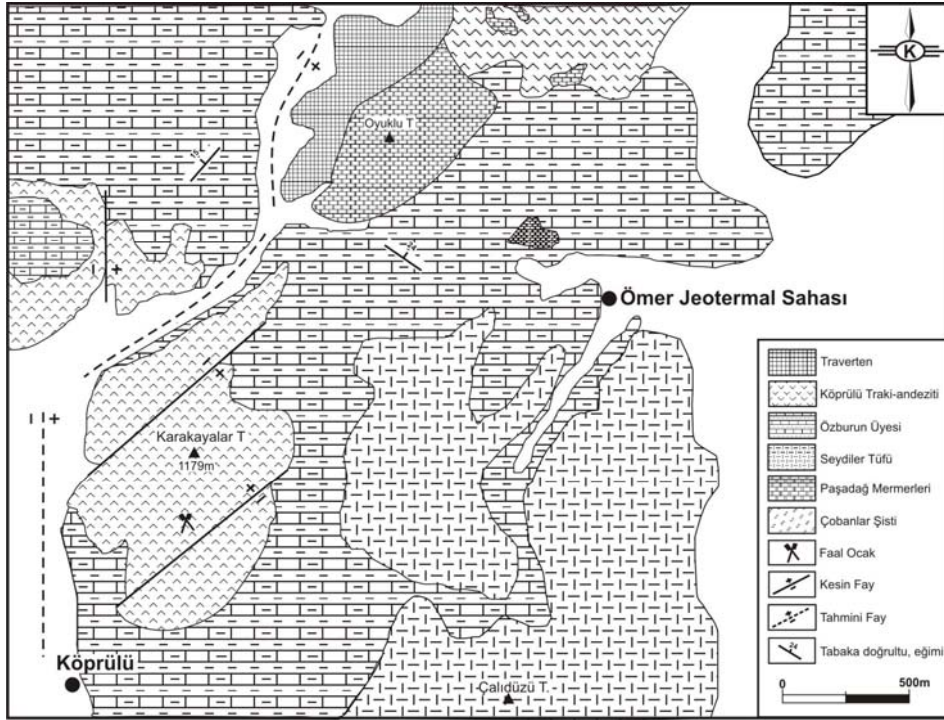 K
Oyuklu T
Ömer Jeotermal Sahası
Karakayalar T
1179m
Köprülü
Çalıdüzü T.
Traverten
Köprülü Traki-andeziti
Özburun Üyesi
Seydiler Tüfü
Paşadağ Mermerleri
Çobanlar Şisti
Faal Ocak
Kesin Fay
Tahmini Fay
24
Tabaka doğrultu, eğimi
0 500m